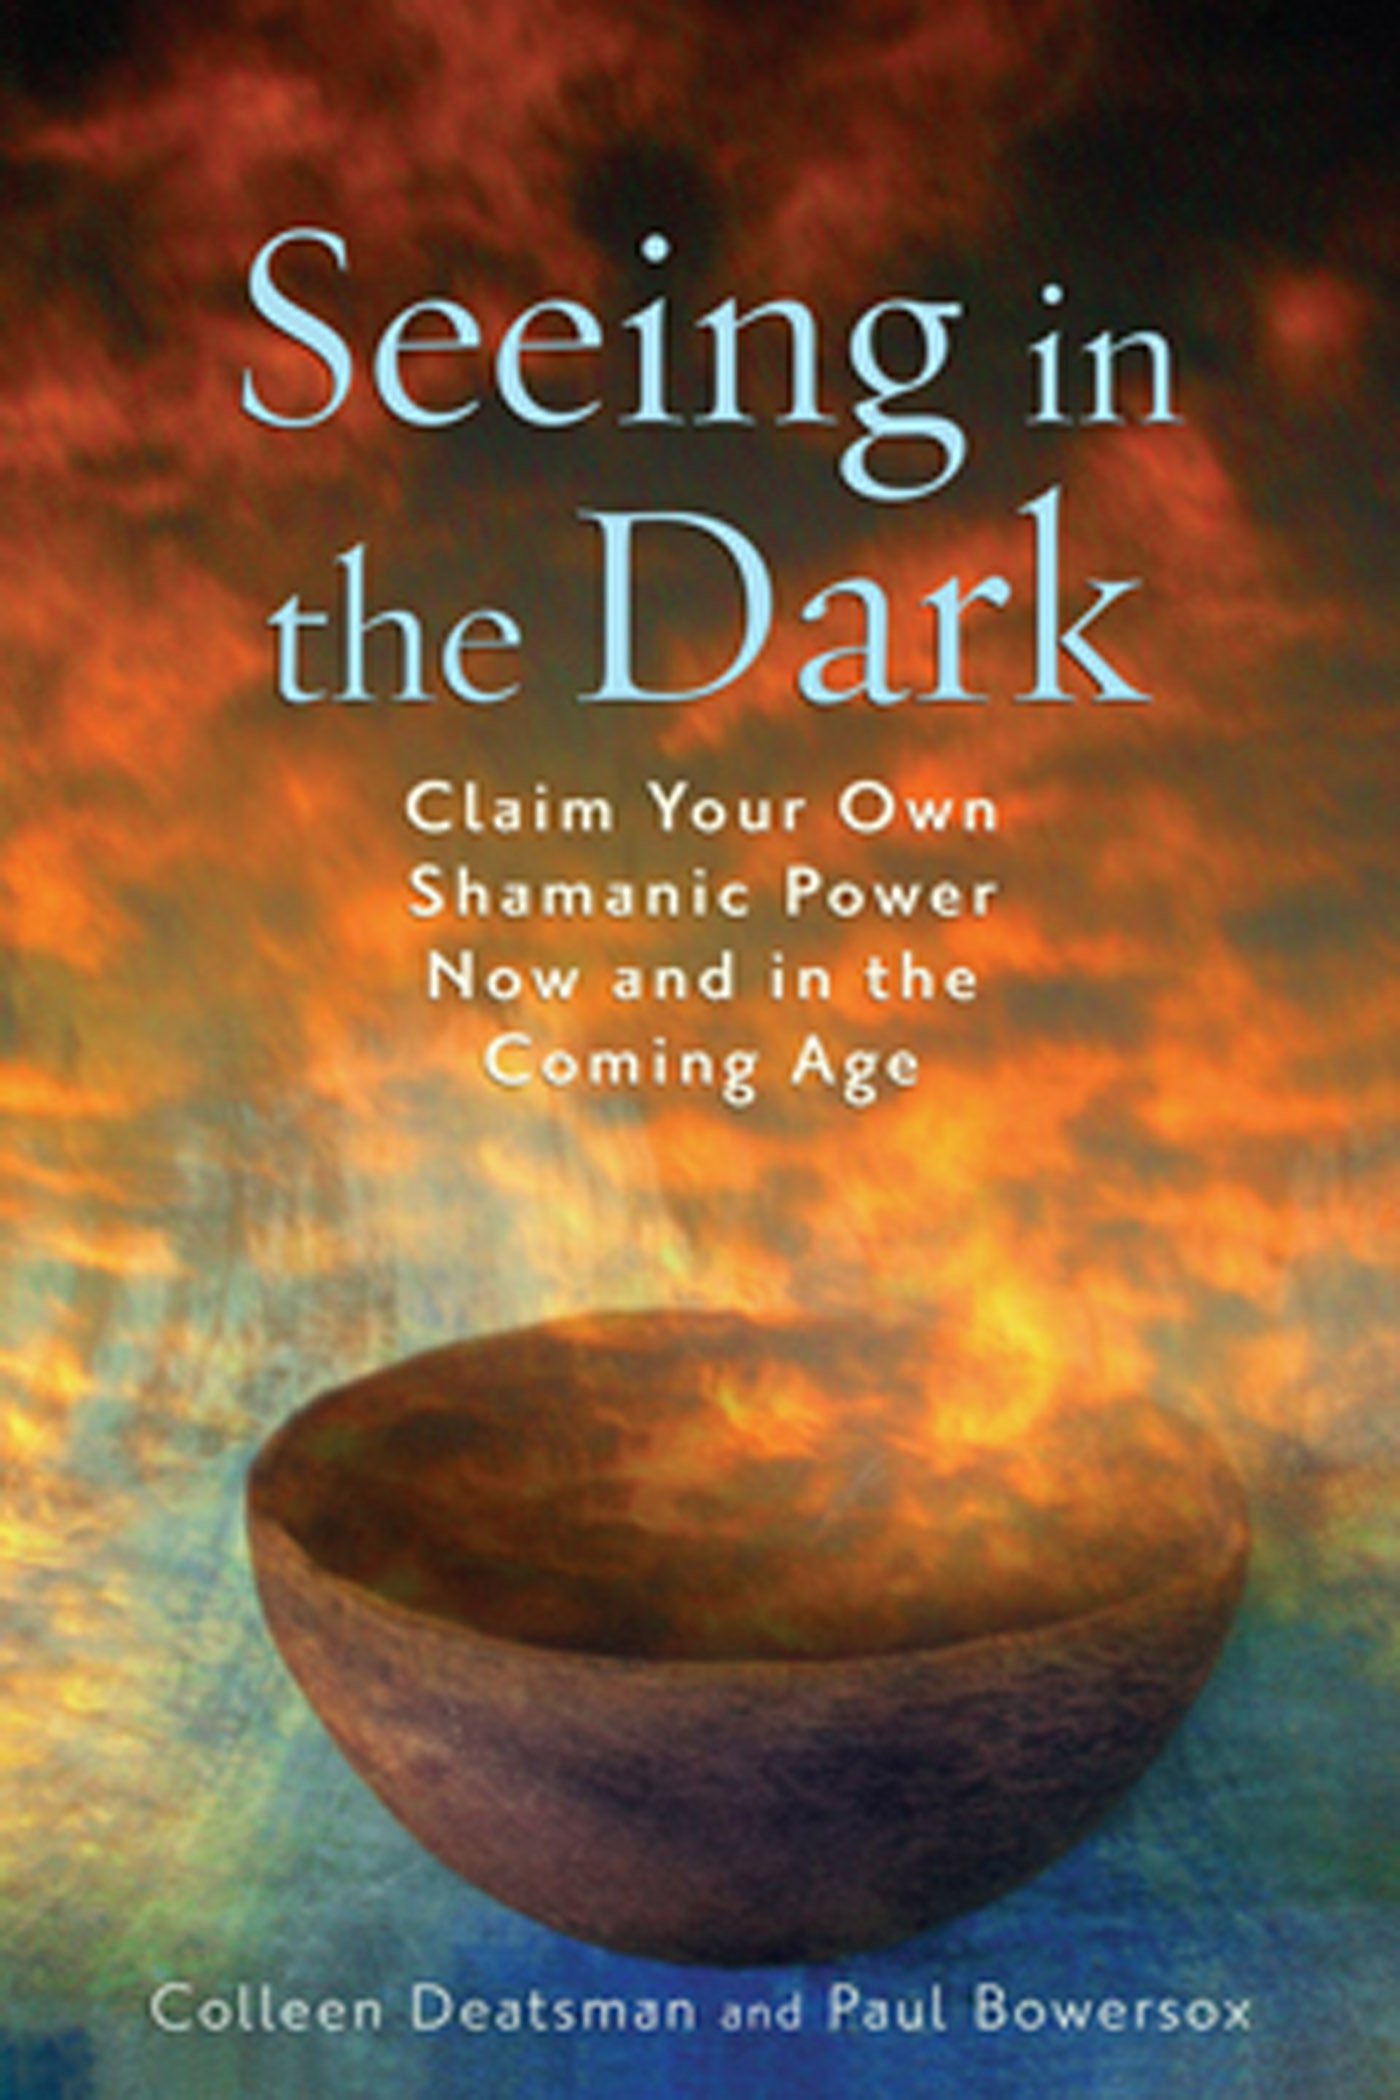 Seeing in
the Dark
Claim Your Own
Shamanic Power
Now and in the
Coming Age
Colleen Deatsman and Paul Bowersox